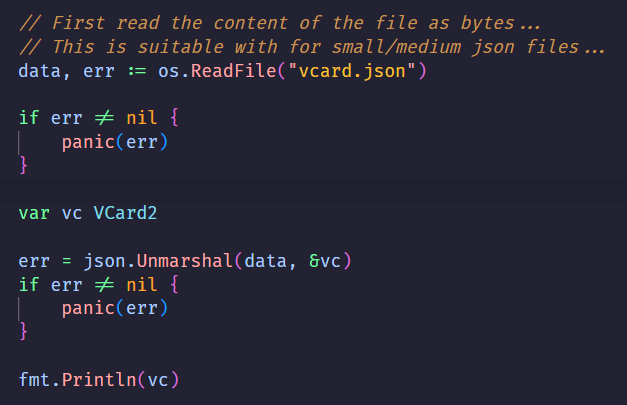 // First read the content of the file as bytes...
// This is suitable with for small/medium json files...
data, err := os.ReadFile("vcard.json")
if err != nil {
panic(err)
}
var vc VCard2
err = json.Unmarshal(data, &vc)
if err != nil {
panic(err)
}
fmt.Println(vc)